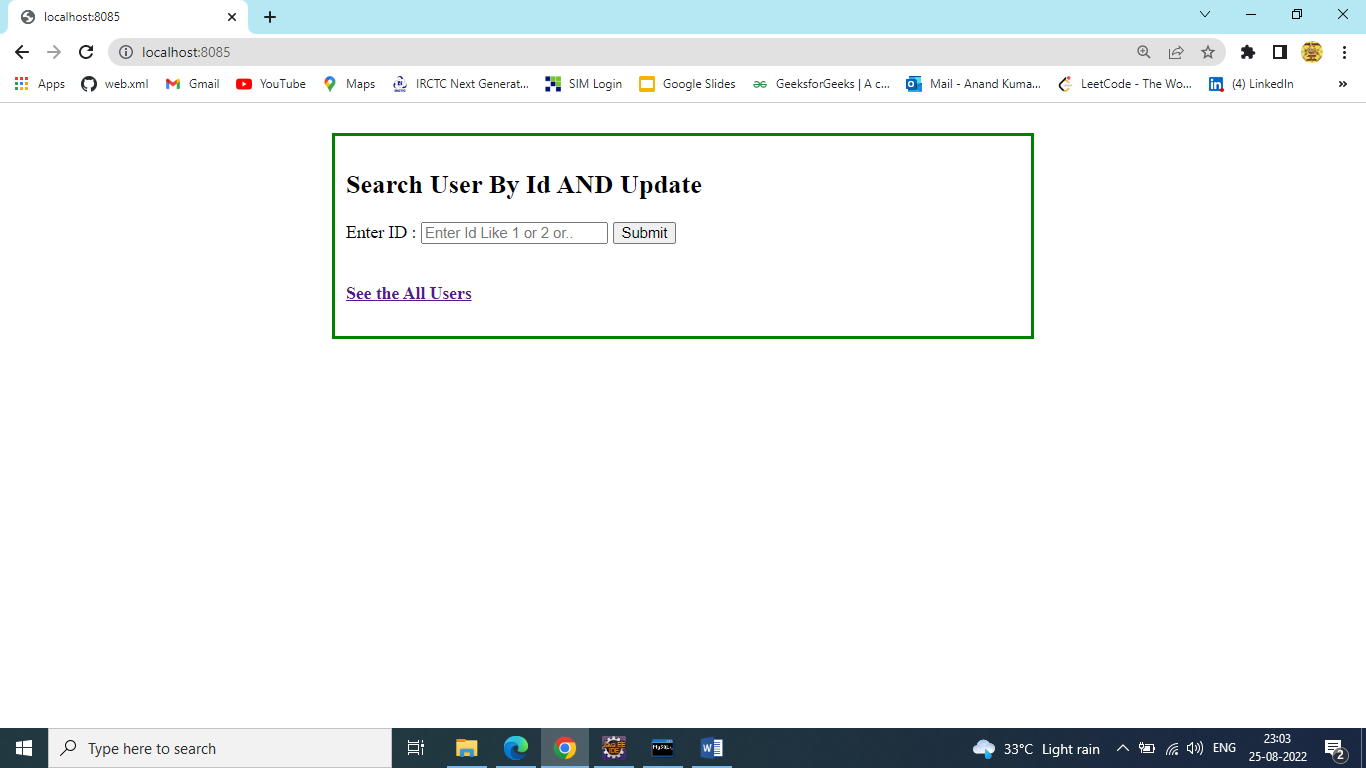 localhost:8085
localhost:8085
Apps web.xml Gmail YouTube Maps IRCTC Next Generat... SIM Login Google Slides GeeksforGeeks | A c... Mail - Anand Kuma... LeetCode - The Wo... (4) LinkedIn »
Search User By Id AND Update
Enter ID : Enter Id Like 1 or 2 or.. Submit
See the All Users
Type here to search 33°C Light rain ENG 23:03
25-08-2022 2